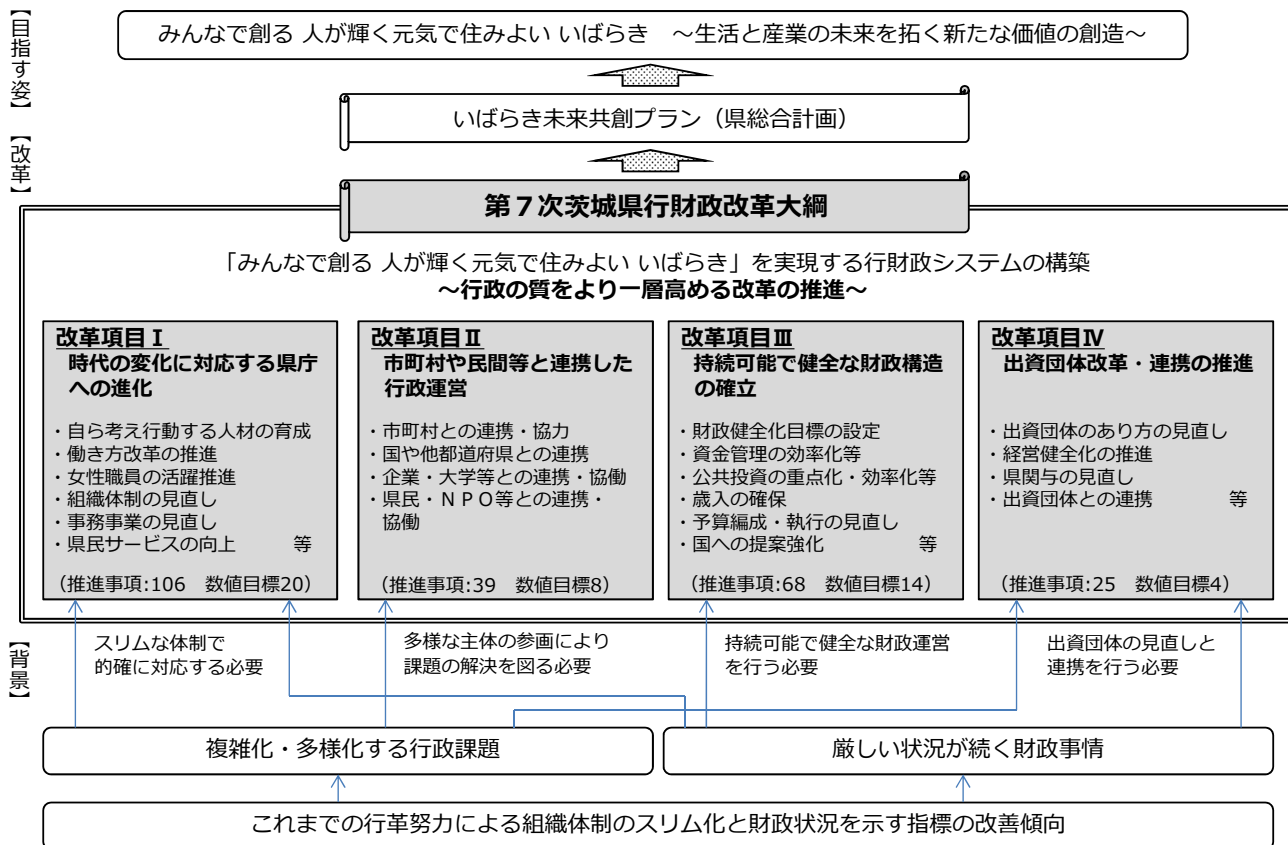 【目指す姿】
みんなで創る 人が輝く元気で住みよい いばらき　～生活と産業の未来を拓く新たな価値の創造～
いばらき未来共創プラン（県総合計画）
【改革】
第７次茨城県行財政改革大綱
「みんなで創る 人が輝く元気で住みよい いばらき」を実現する行財政システムの構築
～行政の質をより一層高める改革の推進～
改革項目Ⅰ
時代の変化に対応する県庁
への進化
・自ら考え行動する人材の育成
・働き方改革の推進
・女性職員の活躍推進
・組織体制の見直し
・事務事業の見直し
・県民サービスの向上　　　等
（推進事項:106　数値目標20）
改革項目Ⅱ
市町村や民間等と連携した
行政運営
・市町村との連携・協力
・国や他都道府県との連携
・企業・大学等との連携・協働
・県民・ＮＰＯ等との連携・
協働
（推進事項:39　数値目標8）
改革項目Ⅲ
持続可能で健全な財政構造
の確立
・財政健全化目標の設定
・資金管理の効率化等
・公共投資の重点化・効率化等
・歳入の確保
・予算編成・執行の見直し
・国への提案強化　　　　　等
（推進事項:68　数値目標14）
改革項目Ⅳ
出資団体改革・連携の推進
・出資団体のあり方の見直し
・経営健全化の推進
・県関与の見直し
・出資団体との連携　　　　等
（推進事項:25　数値目標4）
【背景】
スリムな体制で
的確に対応する必要
多様な主体の参画により
課題の解決を図る必要
持続可能で健全な財政運営
を行う必要
出資団体の見直しと
連携を行う必要
複雑化・多様化する行政課題
厳しい状況が続く財政事情
これまでの行革努力による組織体制のスリム化と財政状況を示す指標の改善傾向